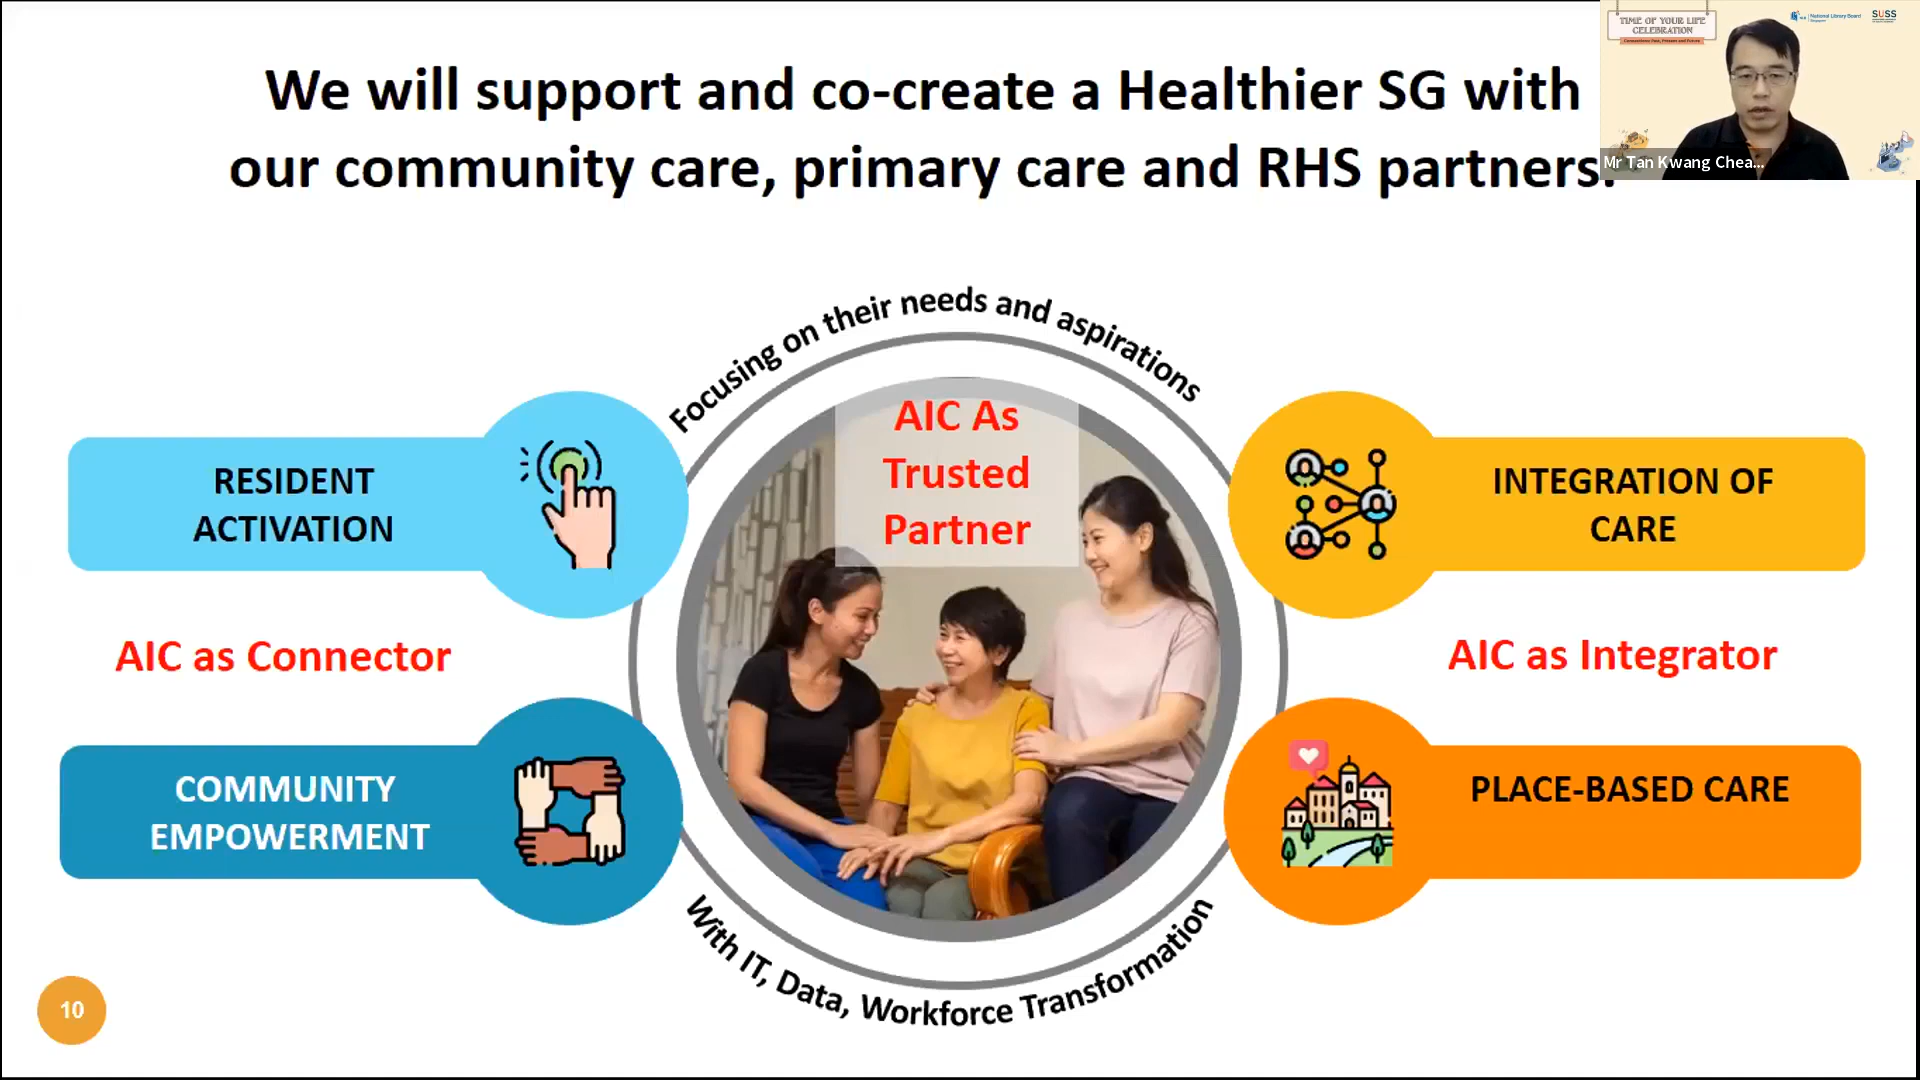 We will support and co-create a Healthier SG with
our community care, primary care and RHS partners.
TIME OF YOUR LIFE
CELEBRATION
National Library Board
SUSS
Mr Tan Kwang Chea...
Focusing on their needs and aspirations
AIC As
Trusted
Partner
RESIDENT
ACTIVATION
INTEGRATION OF
CARE
AIC as Connector
AIC as Integrator
COMMUNITY
EMPOWERMENT
PLACE-BASED CARE
With IT, Data, Workforce Transformation
10